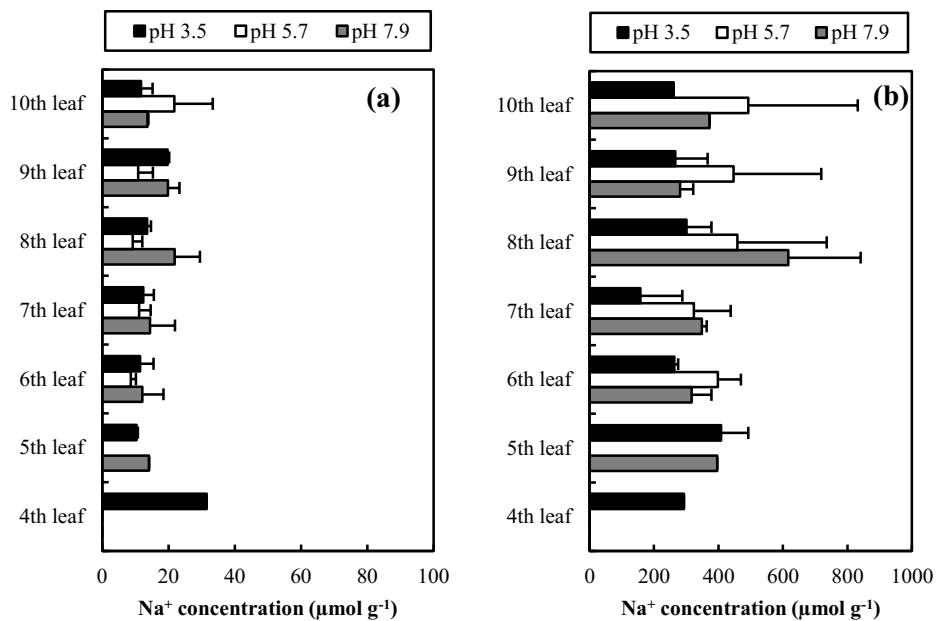 pH 3.5 pH 5.7 pH 7.9
(a)
10th leaf
9th leaf
8th leaf
7th leaf
6th leaf
5th leaf
4th leaf
0 20 40 60 80 100
Na⁺ concentration (μmol g⁻¹)
pH 3.5 pH 5.7 pH 7.9
(b)
10th leaf
9th leaf
8th leaf
7th leaf
6th leaf
5th leaf
4th leaf
0 200 400 600 800 1000
Na⁺ concentration (μmol g⁻¹)